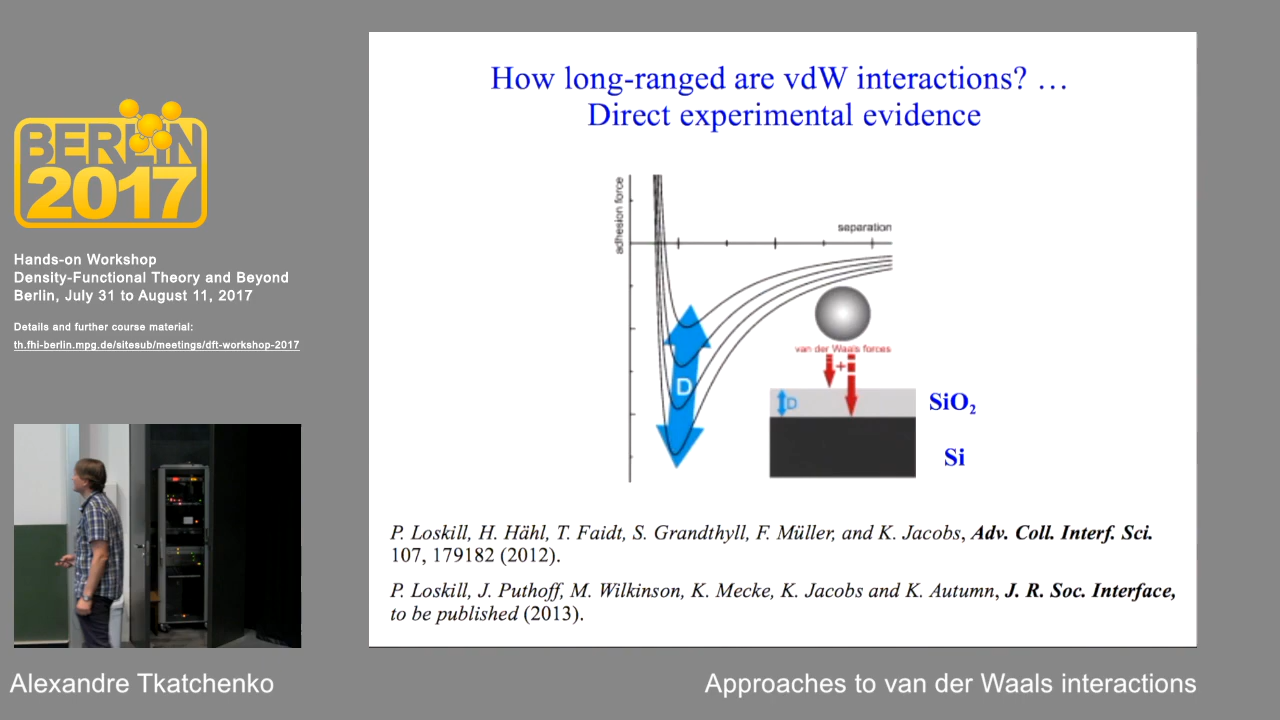 BERLIN
2017
Hands-on Workshop
Density-Functional Theory and Beyond
Berlin, July 31 to August 11, 2017
Details and further course material:
th.fhi-berlin.mpg.de/sitesub/meetings/dft-workshop-2017
How long-ranged are vdW interactions? …
Direct experimental evidence
adhesion force
separation
D
van der Waals forces
+
D
SiO₂
Si
P. Loskill, H. Hähl, T. Faidt, S. Grandthyll, F. Müller, and K. Jacobs, Adv. Coll. Interf. Sci.
107, 179182 (2012).
P. Loskill, J. Puthoff, M. Wilkinson, K. Mecke, K. Jacobs and K. Autumn, J. R. Soc. Interface,
to be published (2013).
Alexandre Tkatchenko
Approaches to van der Waals interactions